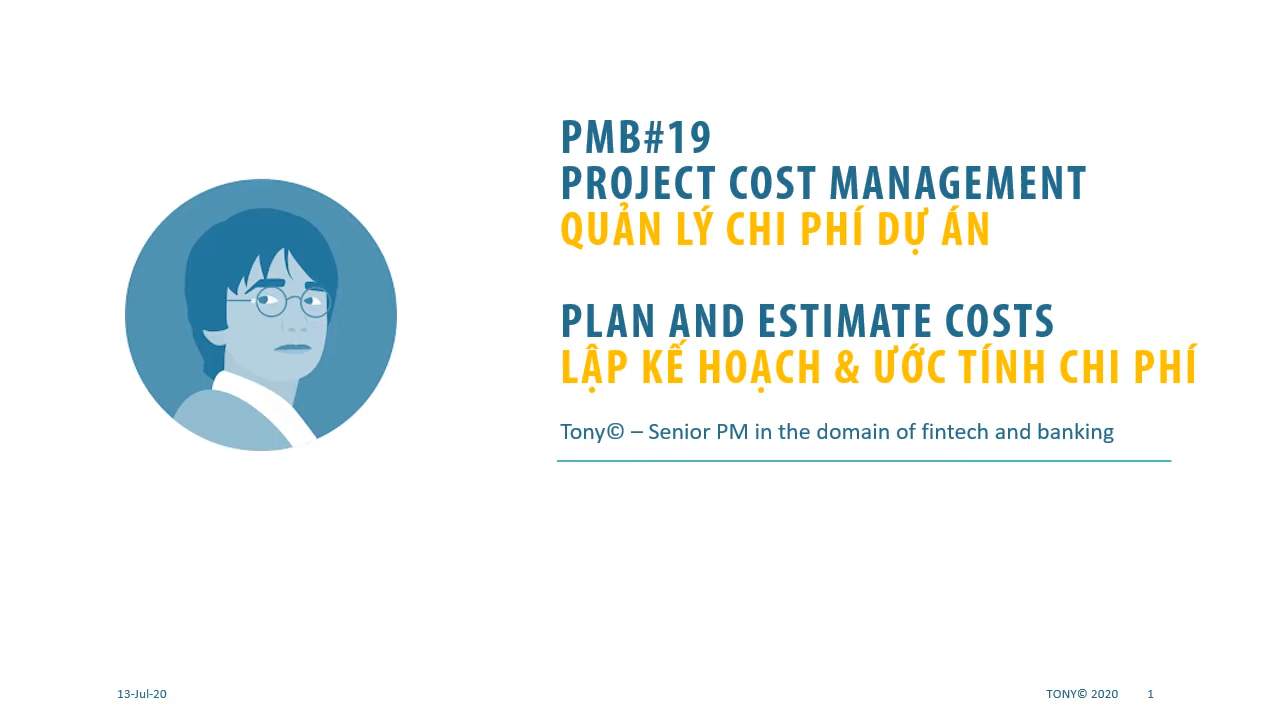 PMB#19
PROJECT COST MANAGEMENT
QUẢN LÝ CHI PHÍ DỰ ÁN
PLAN AND ESTIMATE COSTS
LẬP KẾ HOẠCH & ƯỚC TÍNH CHI PHÍ
Tony© – Senior PM in the domain of fintech and banking
13-Jul-20
TONY© 2020
1